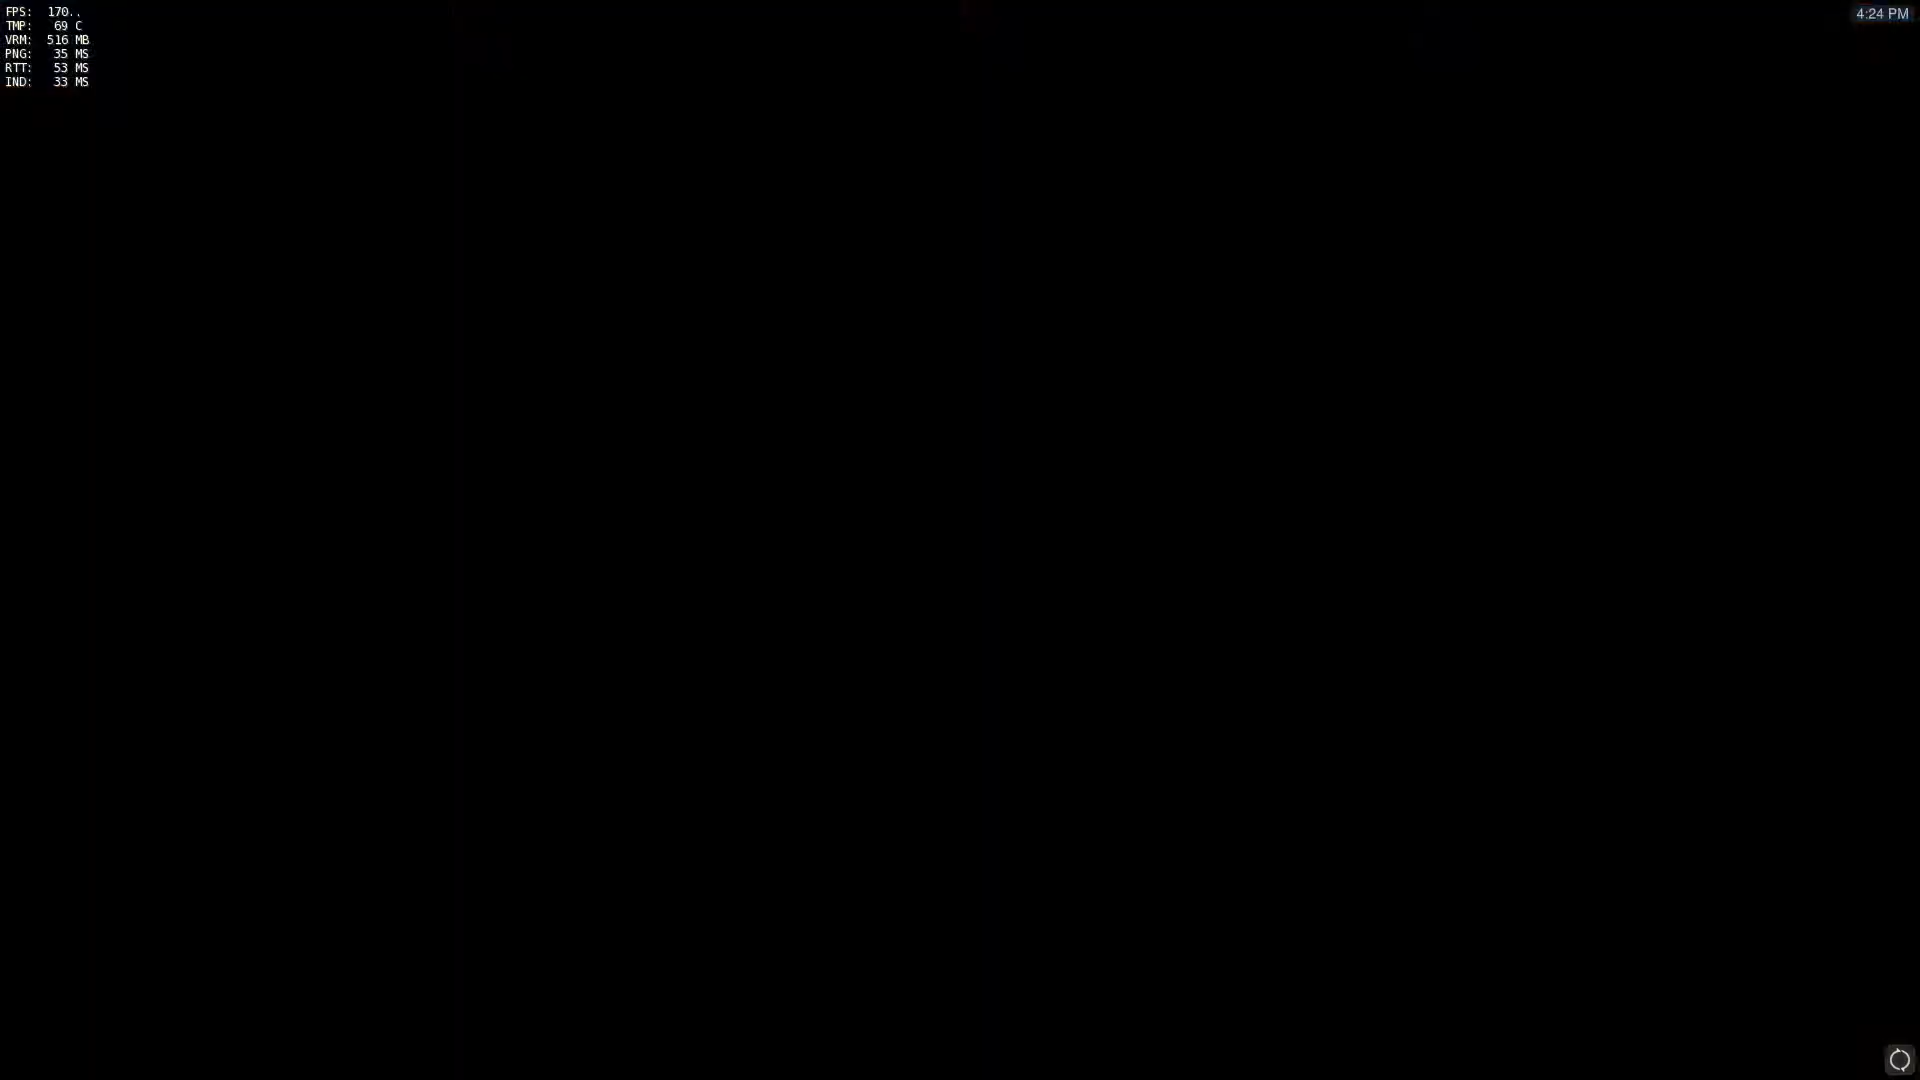 FPS: 170..
TMP: 69 C
VRM: 516 MB
PNG: 35 MS
RTT: 53 MS
IND: 33 MS
4:24 PM